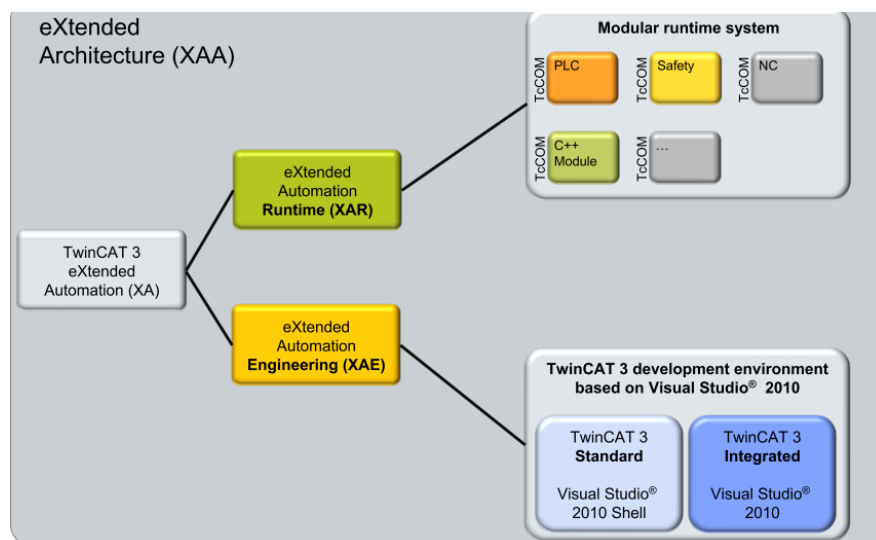 eXtended
Architecture (XAA)
Modular runtime system
TcCOM
PLC
TcCOM
Safety
TcCOM
NC
TcCOM
C++
Module
TcCOM
...
eXtended
Automation
Runtime (XAR)
TwinCAT 3
eXtended
Automation (XA)
eXtended
Automation
Engineering (XAE)
TwinCAT 3 development environment
based on Visual Studio® 2010
TwinCAT 3
Standard
Visual Studio®
2010 Shell
TwinCAT 3
Integrated
Visual Studio®
2010